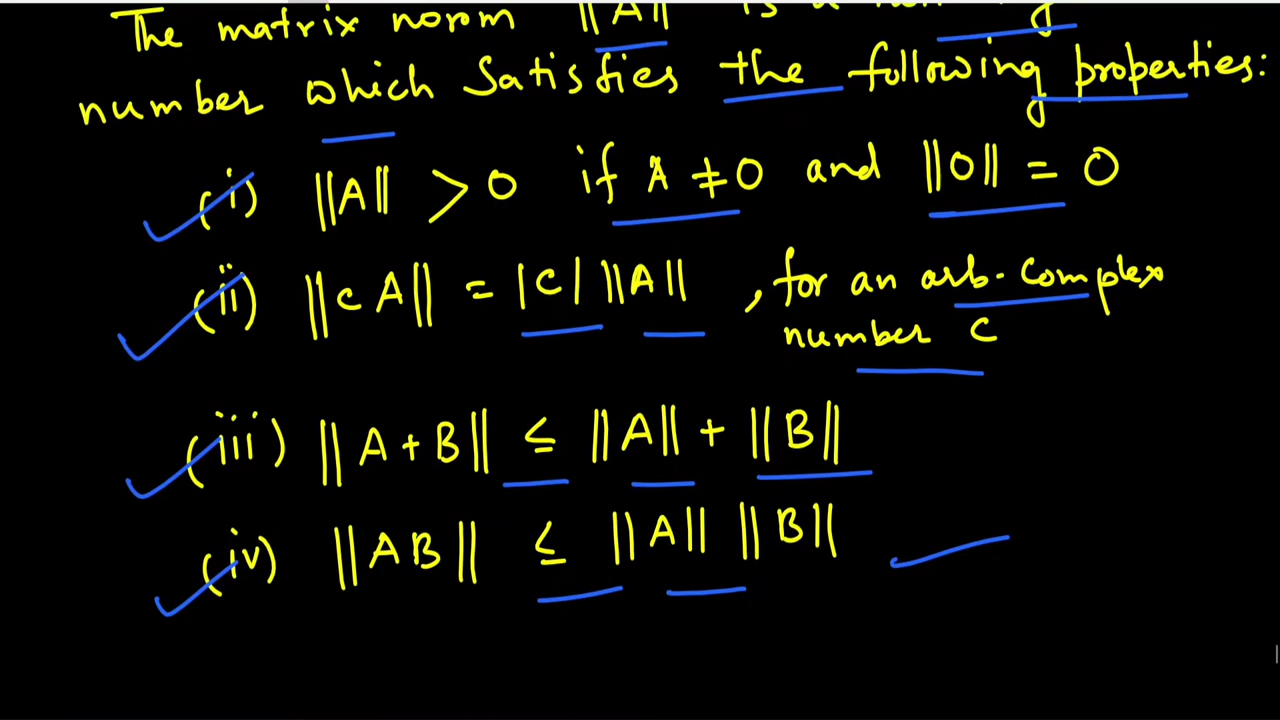 The matrix norm ||A|| is a
number which satisfies the following properties:
(i) ||A|| > 0 if A ≠ 0 and ||0|| = 0
(ii) ||cA|| = |c| ||A||, for an arb. complex
number c
(iii) ||A + B|| ≤ ||A|| + ||B||
(iv) ||AB|| ≤ ||A|| ||B||